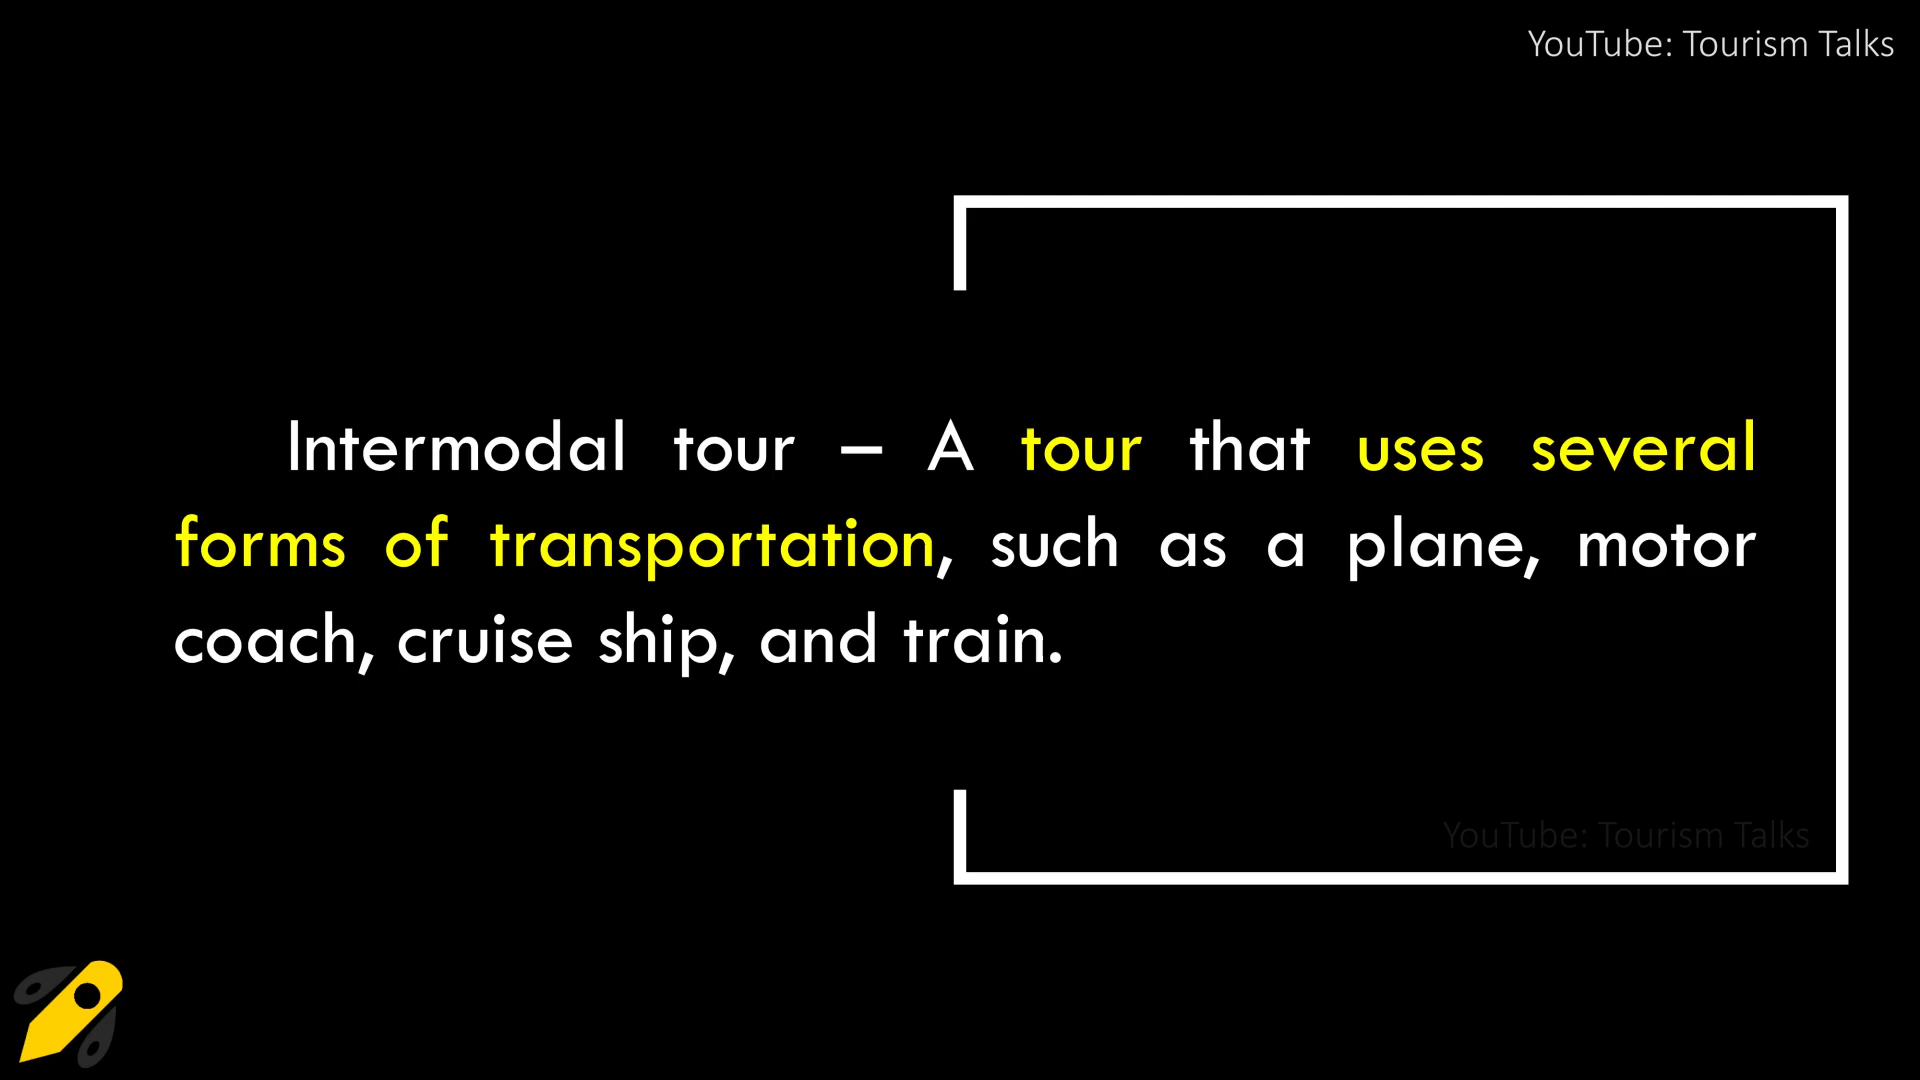 YouTube: Tourism Talks
Intermodal tour – A tour that uses several
forms of transportation, such as a plane, motor
coach, cruise ship, and train.
YouTube: Tourism Talks